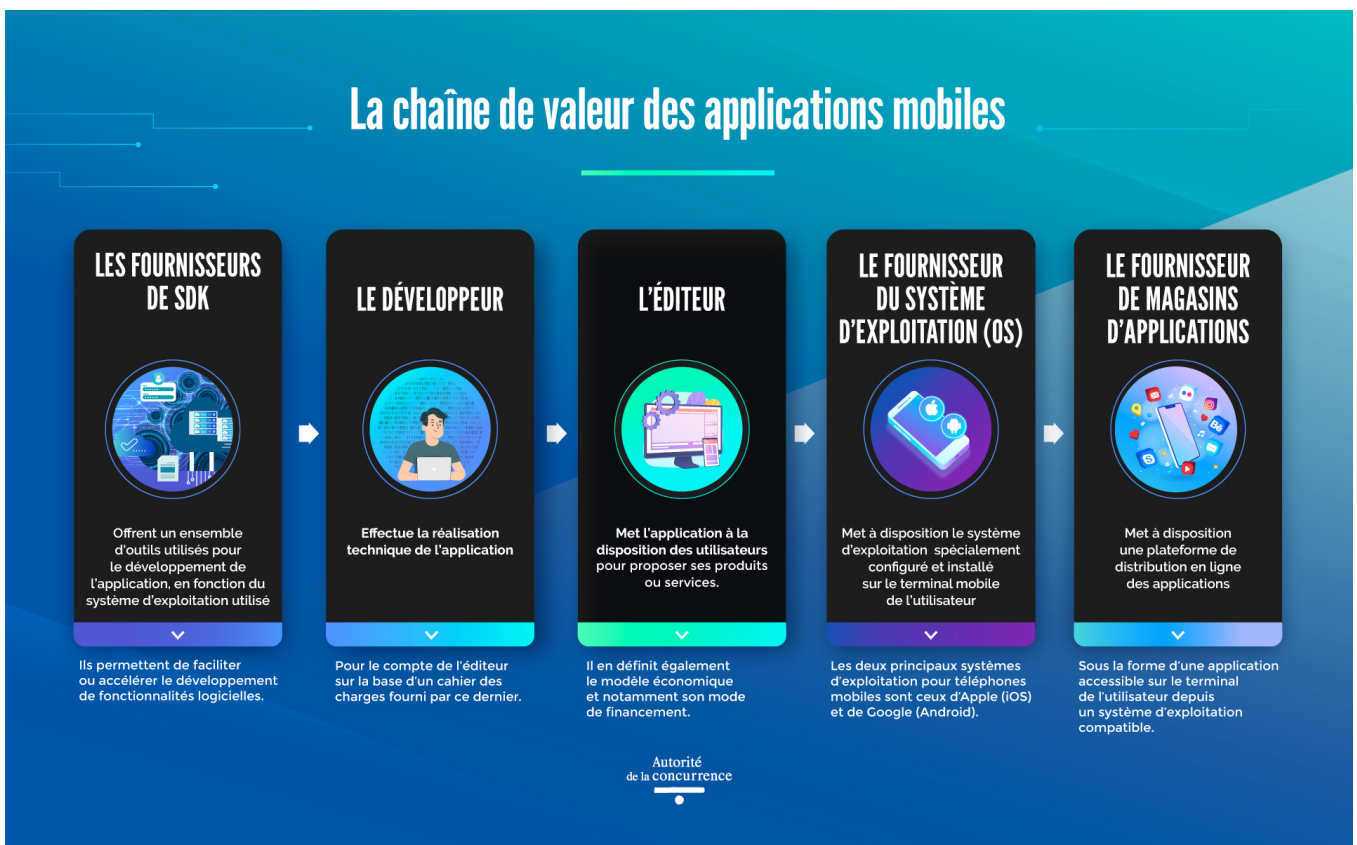 La chaîne de valeur des applications mobiles
LES FOURNISSEURS
DE SDK
Offrent un ensemble
d'outils utilisés pour
le développement de
l'application, en fonction du
système d'exploitation utilisé
Ils permettent de faciliter
ou accélérer le développement
de fonctionnalités logicielles.
LE DÉVELOPPEUR
Effectue la réalisation
technique de l'application
Pour le compte de l'éditeur
sur la base d'un cahier des
charges fourni par ce dernier.
L'ÉDITEUR
Met l'application à la
disposition des utilisateurs
pour proposer ses produits
ou services.
Il en définit également
le modèle économique
et notamment son mode
de financement.
LE FOURNISSEUR
DU SYSTÈME
D'EXPLOITATION (OS)
Met à disposition le système
d'exploitation spécialement
configuré et installé
sur le terminal mobile
de l'utilisateur
Les deux principaux systèmes
d'exploitation pour téléphones
mobiles sont ceux d'Apple (iOS)
et de Google (Android).
LE FOURNISSEUR
DE MAGASINS
D'APPLICATIONS
Met à disposition
une plateforme de
distribution en ligne
des applications
Sous la forme d'une application
accessible sur le terminal
de l'utilisateur depuis
un système d'exploitation
compatible.
Autorité
de la concurrence